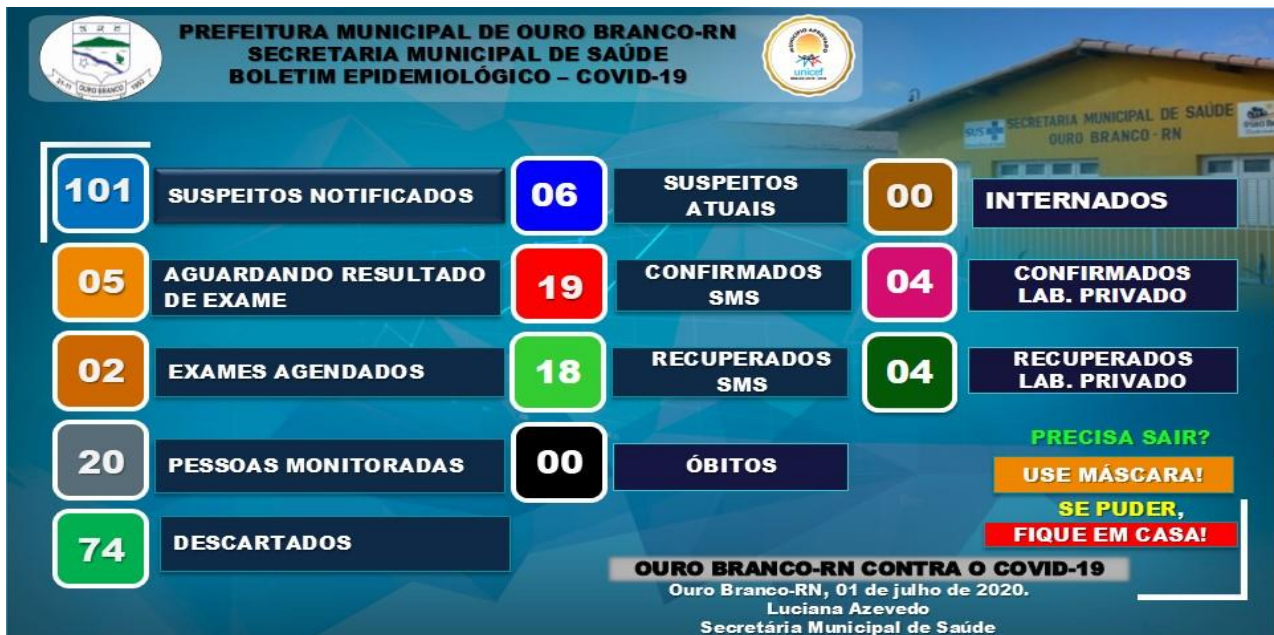 PREFEITURA MUNICIPAL DE OURO BRANCO-RN
SECRETARIA MUNICIPAL DE SAÚDE
BOLETIM EPIDEMIOLÓGICO – COVID-19
OURO BRANCO
unicef
SUS
SECRETARIA MUNICIPAL DE SAÚDE
OURO BRANCO - RN
101
SUSPEITOS NOTIFICADOS
06
SUSPEITOS
ATUAIS
00
INTERNADOS
05
AGUARDANDO RESULTADO
DE EXAME
19
CONFIRMADOS
SMS
04
CONFIRMADOS
LAB. PRIVADO
02
EXAMES AGENDADOS
18
RECUPERADOS
SMS
04
RECUPERADOS
LAB. PRIVADO
20
PESSOAS MONITORADAS
00
ÓBITOS
74
DESCARTADOS
PRECISA SAIR?
USE MÁSCARA!
SE PUDER,
FIQUE EM CASA!
OURO BRANCO-RN CONTRA O COVID-19
Ouro Branco-RN, 01 de julho de 2020.
Luciana Azevedo
Secretária Municipal de Saúde